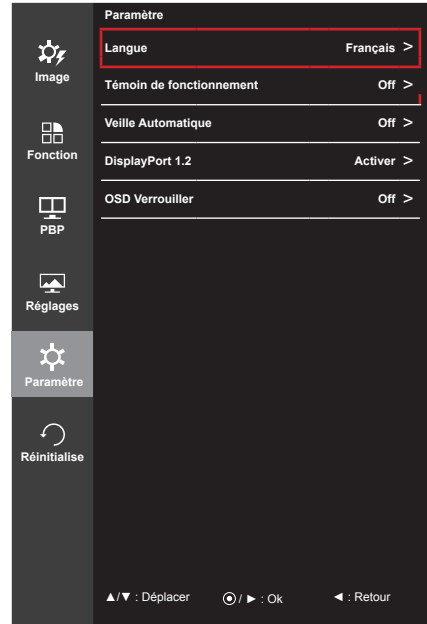 Paramètre
Image
Fonction
PBP
Réglages
Paramètre
Réinitialise
Langue Français >
Témoin de fonctionnement Off >
Veille Automatique Off >
DisplayPort 1.2 Activer >
OSD Verrouiller Off >
▲/▼ : Déplacer ◉/ ► : Ok ◄ : Retour